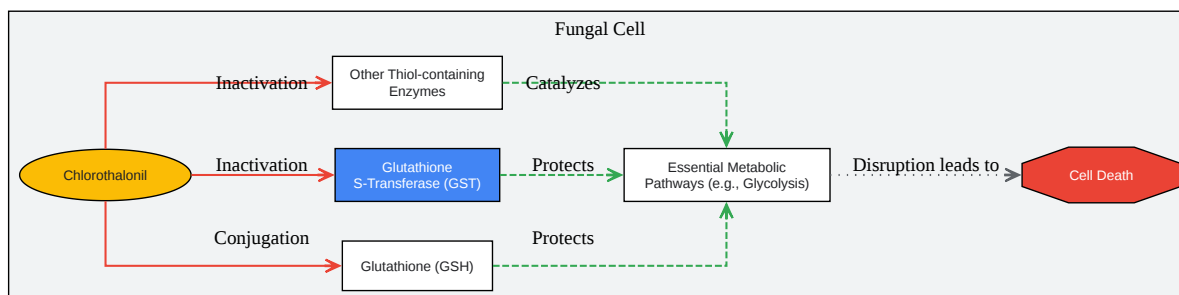 Fungal Cell
Inactivation
Other Thiol-containing
Enzymes
Catalyzes
Chlorothalonil
Inactivation
Glutathione
S-Transferase (GST)
Protects
Essential Metabolic
Pathways (e.g., Glycolysis)
Disruption leads to
Cell Death
Conjugation
Glutathione (GSH)
Protects